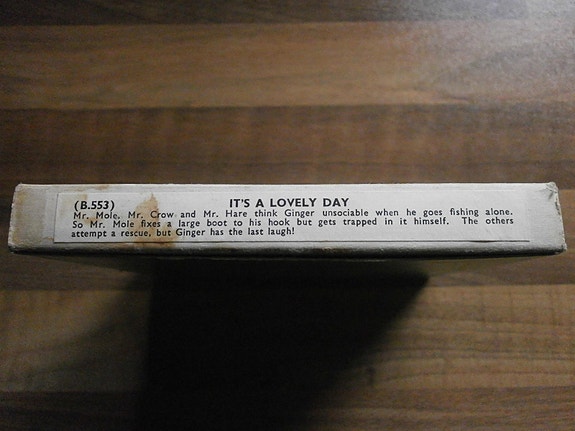 (B.553) IT'S A LOVELY DAY
Mr. Mole, Mr. Crow and Mr. Hare think Ginger unsociable when he goes fishing alone.
So Mr. Mole fixes a large boot to his hook but gets trapped in it himself. The others
attempt a rescue, but Ginger has the last laugh!